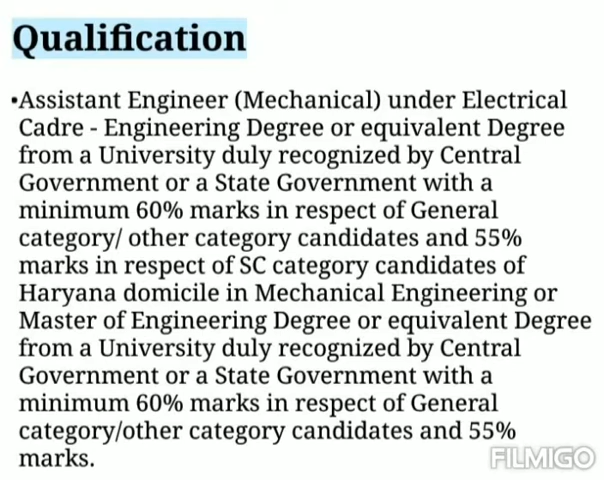 Qualification
•Assistant Engineer (Mechanical) under Electrical
Cadre - Engineering Degree or equivalent Degree
from a University duly recognized by Central
Government or a State Government with a
minimum 60% marks in respect of General
category/ other category candidates and 55%
marks in respect of SC category candidates of
Haryana domicile in Mechanical Engineering or
Master of Engineering Degree or equivalent Degree
from a University duly recognized by Central
Government or a State Government with a
minimum 60% marks in respect of General
category/other category candidates and 55%
marks.
FILMIGO